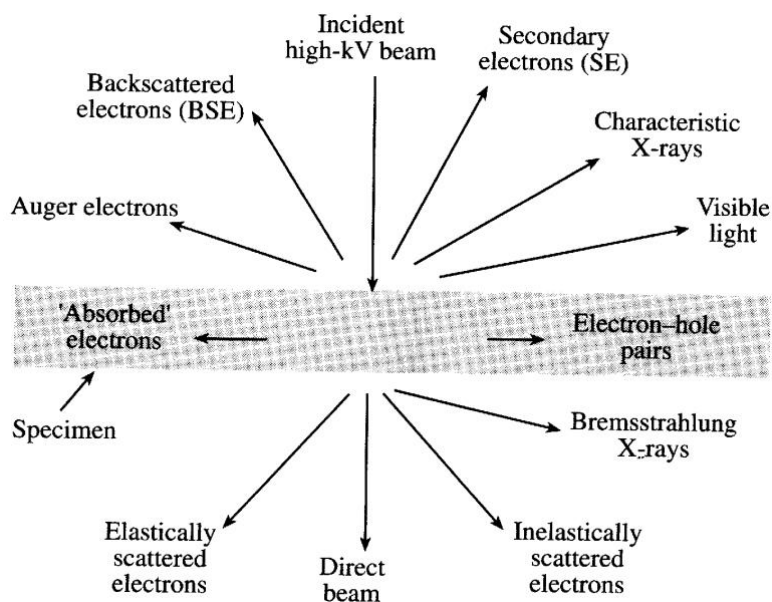 Incident
high-kV beam
Secondary
electrons (SE)
Backscattered
electrons (BSE)
Characteristic
X-rays
Auger electrons
Visible
light
'Absorbed'
electrons
Electron–hole
pairs
Specimen
Bremsstrahlung
X-rays
Elastically
scattered
electrons
Direct
beam
Inelastically
scattered
electrons